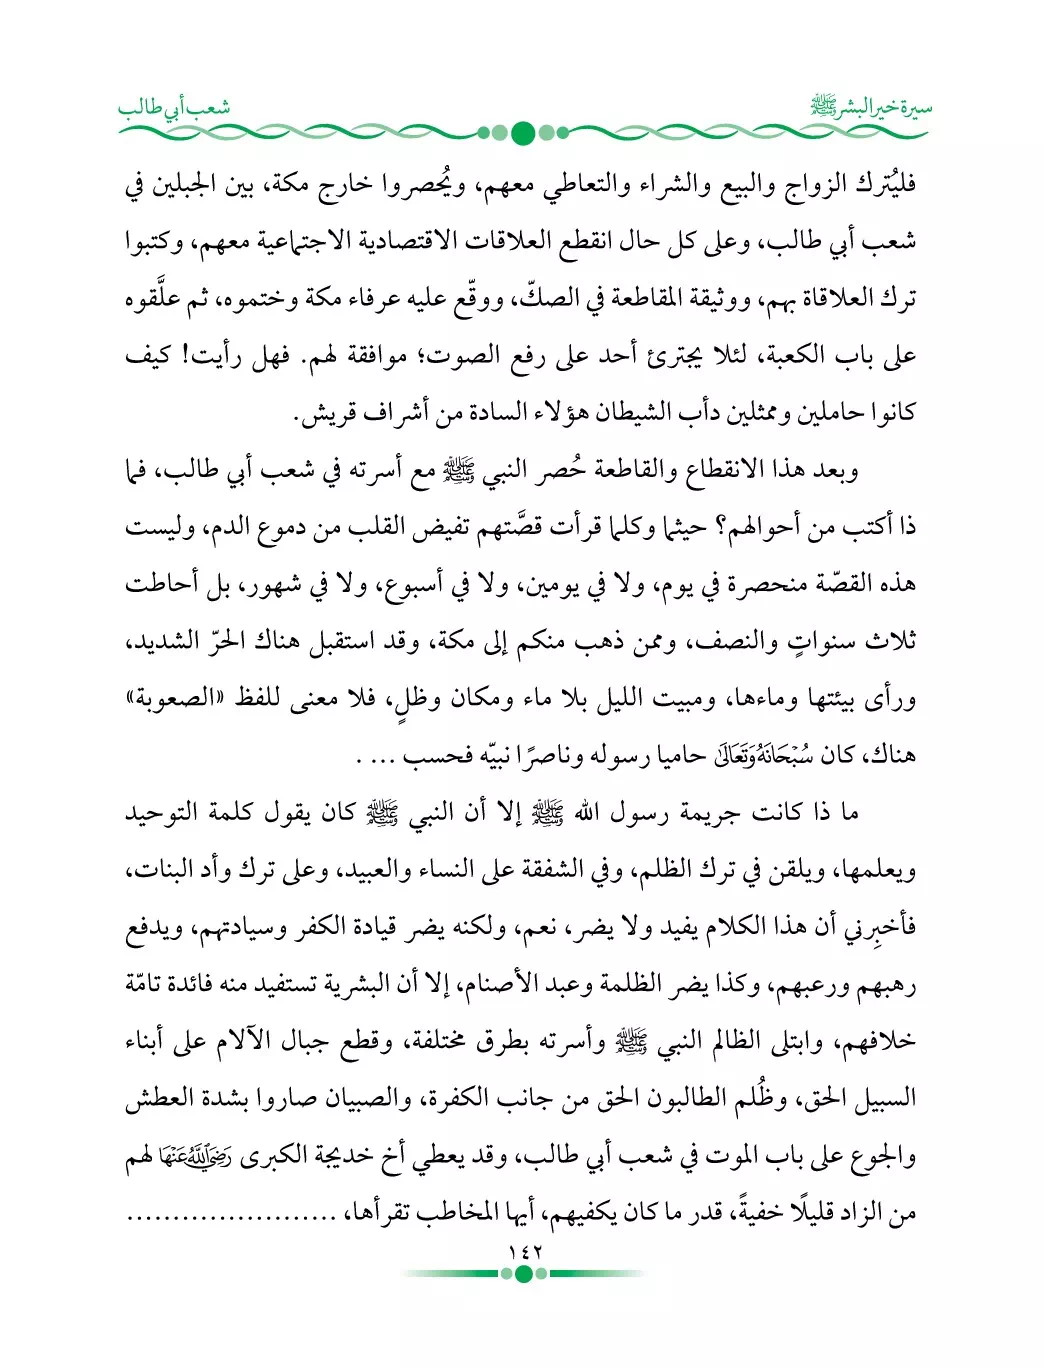 سيرة خير البشر ﷺ
شعب أبي طالب
فليُترك الزواج والبيع والشراء والتعاطي معهم، ويُحصروا خارج مكة، بين الجبلين في
شعب أبي طالب، وعلى كل حال انقطع العلاقات الاقتصادية الاجتماعية معهم، وكتبوا
ترك العلاقاة بهم، ووثيقة المقاطعة في الصكّ، ووقّع عليه عرفاء مكة وختموه، ثم علَّقوه
على باب الكعبة، لئلا يجترئ أحد على رفع الصوت؛ موافقة لهم. فهل رأيت! كيف
كانوا حاملين وممثلين دأب الشيطان هؤلاء السادة من أشراف قريش.
وبعد هذا الانقطاع والقاطعة حُصر النبي ﷺ مع أسرته في شعب أبي طالب، فما
ذا أكتب من أحوالهم؟ حيثما وكلما قرأت قصَّتهم تفيض القلب من دموع الدم، وليست
هذه القصّة منحصرة في يوم، ولا في يومين، ولا في أسبوع، ولا في شهور، بل أحاطت
ثلاث سنواتٍ والنصف، وممن ذهب منكم إلى مكة، وقد استقبل هناك الحرّ الشديد،
ورأى بيئتها وماءها، ومبيت الليل بلا ماء ومكان وظلٍ، فلا معنى للفظ «الصعوبة»
هناك، كان سُبْحَانَهُ وَتَعَالَىٰ حاميا رسوله وناصرًا نبيّه فحسب ... .
ما ذا كانت جريمة رسول الله ﷺ إلا أن النبي ﷺ كان يقول كلمة التوحيد
ويعلمها، ويلقن في ترك الظلم، وفي الشفقة على النساء والعبيد، وعلى ترك وأد البنات،
فأخبِرني أن هذا الكلام يفيد ولا يضر، نعم، ولكنه يضر قيادة الكفر وسيادتهم، ويدفع
رهبهم ورعبهم، وكذا يضر الظلمة وعبد الأصنام، إلا أن البشرية تستفيد منه فائدة تامّة
خلافهم، وابتلى الظالم النبي ﷺ وأسرته بطرق مختلفة، وقطع جبال الآلام على أبناء
السبيل الحق، وظُلم الطالبون الحق من جانب الكفرة، والصبيان صاروا بشدة العطش
والجوع على باب الموت في شعب أبي طالب، وقد يعطي أخ خديجة الكبرى رَضِيَ اللَّهُ عَنْهَا لهم
من الزاد قليلًا خفيةً، قدر ما كان يكفيهم، أيها المخاطب تقرأها، .......................
١٤٢